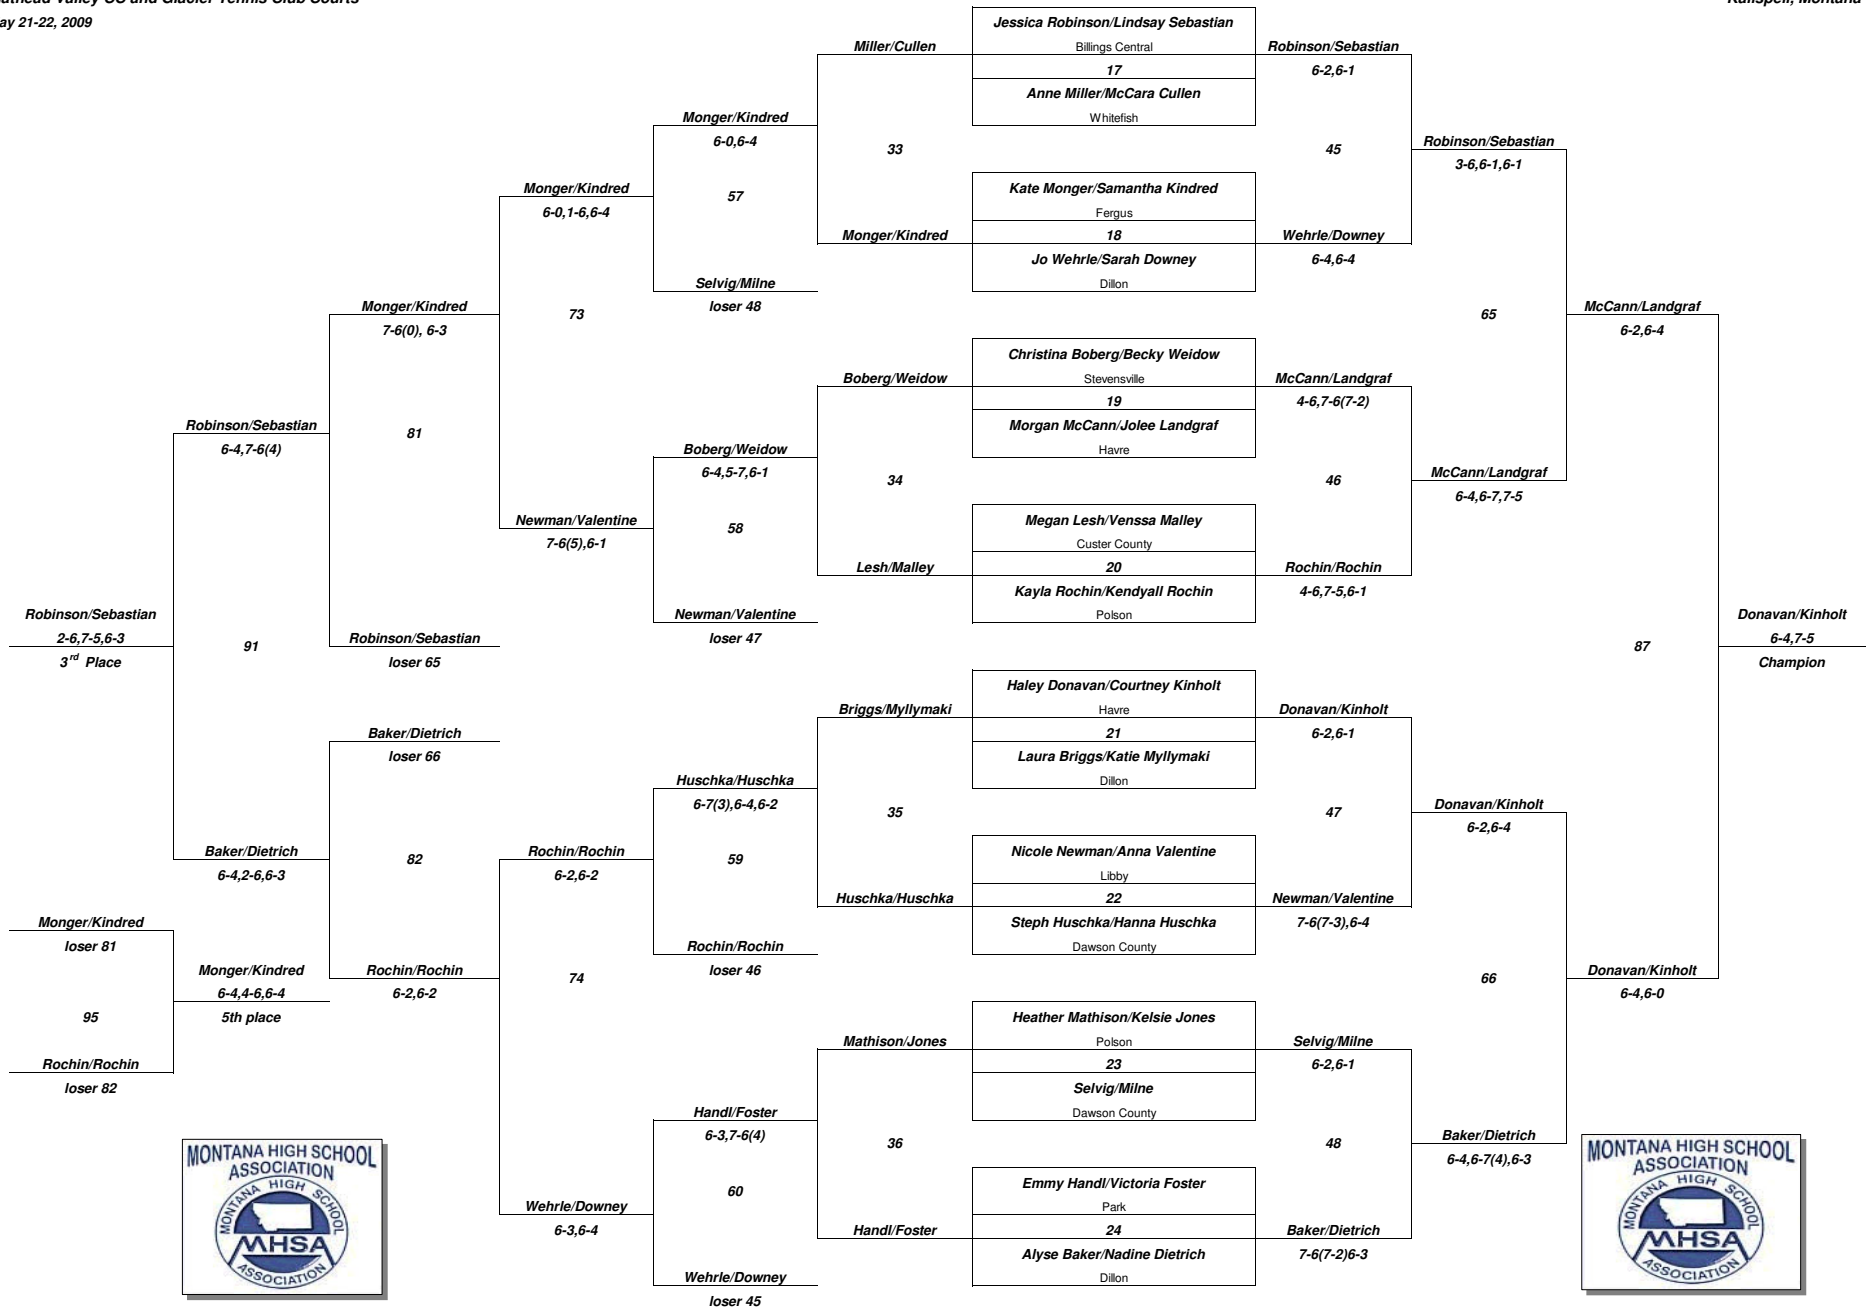 athead Valley CC and Glacier Tennis Club Courts
Kalispell, Montana
ay 21-22, 2009
Jessica Robinson/Lindsay Sebastian
Miller/Cullen
Billings Central
Robinson/Sebastian
17
6-2,6-1
Anne Miller/McCara Cullen
Monger/Kindred
Whitefish
6-0,6-4
Robinson/Sebastian
33
45
3-6,6-1,6-1
Monger/Kindred
Kate Monger/Samantha Kindred
57
6-0,1-6,6-4
Fergus
Monger/Kindred
18
Wehrle/Downey
Jo Wehrle/Sarah Downey
6-4,6-4
Selvig/Milne
Dillon
loser 48
Monger/Kindred
73
65
McCann/Landgraf
7-6(0), 6-3
6-2,6-4
Christina Boberg/Becky Weidow
Boberg/Weidow
Stevensville
McCann/Landgraf
19
4-6,7-6(7-2)
Robinson/Sebastian
81
Morgan McCann/Jolee Landgraf
6-4,7-6(4)
Boberg/Weidow
Havre
6-4,5-7,6-1
McCann/Landgraf
34
46
6-4,6-7,7-5
Newman/Valentine
Megan Lesh/Venssa Malley
58
7-6(5),6-1
Custer County
Lesh/Malley
20
Rochin/Rochin
Kayla Rochin/Kendyall Rochin
4-6,7-5,6-1
Robinson/Sebastian
Newman/Valentine
Polson
Donavan/Kinholt
2-6,7-5,6-3
91
Robinson/Sebastian
loser 47
87
6-4,7-5
3rd Place
loser 65
Champion
Haley Donavan/Courtney Kinholt
Briggs/Myllymaki
Havre
Donavan/Kinholt
Baker/Dietrich
21
6-2,6-1
loser 66
Laura Briggs/Katie Myllymaki
Huschka/Huschka
Dillon
6-7(3),6-4,6-2
35
47
Donavan/Kinholt
6-2,6-4
Baker/Dietrich
82
Rochin/Rochin
59
Nicole Newman/Anna Valentine
6-4,2-6,6-3
6-2,6-2
Libby
Huschka/Huschka
22
Newman/Valentine
Monger/Kindred
Steph Huschka/Hanna Huschka
7-6(7-3),6-4
loser 81
Rochin/Rochin
Dawson County
Monger/Kindred
Rochin/Rochin
74
loser 46
66
Donavan/Kinholt
6-4,4-6,6-4
6-2,6-2
6-4,6-0
95
5th place
Heather Mathison/Kelsie Jones
Mathison/Jones
Polson
Selvig/Milne
Rochin/Rochin
23
6-2,6-1
loser 82
Selvig/Milne
Handl/Foster
Dawson County
6-3,7-6(4)
36
48
Baker/Dietrich
6-4,6-7(4),6-3
60
Emmy Handl/Victoria Foster
Wehrle/Downey
Park
6-3,6-4
Handl/Foster
24
Baker/Dietrich
Alyse Baker/Nadine Dietrich
7-6(7-2)6-3
Wehrle/Downey
Dillon
loser 45
MONTANA HIGH SCHOOL
ASSOCIATION
MONTANA HIGH SCHOOL
MHSA
ASSOCIATION
MONTANA HIGH SCHOOL
ASSOCIATION
MONTANA HIGH SCHOOL
MHSA
ASSOCIATION